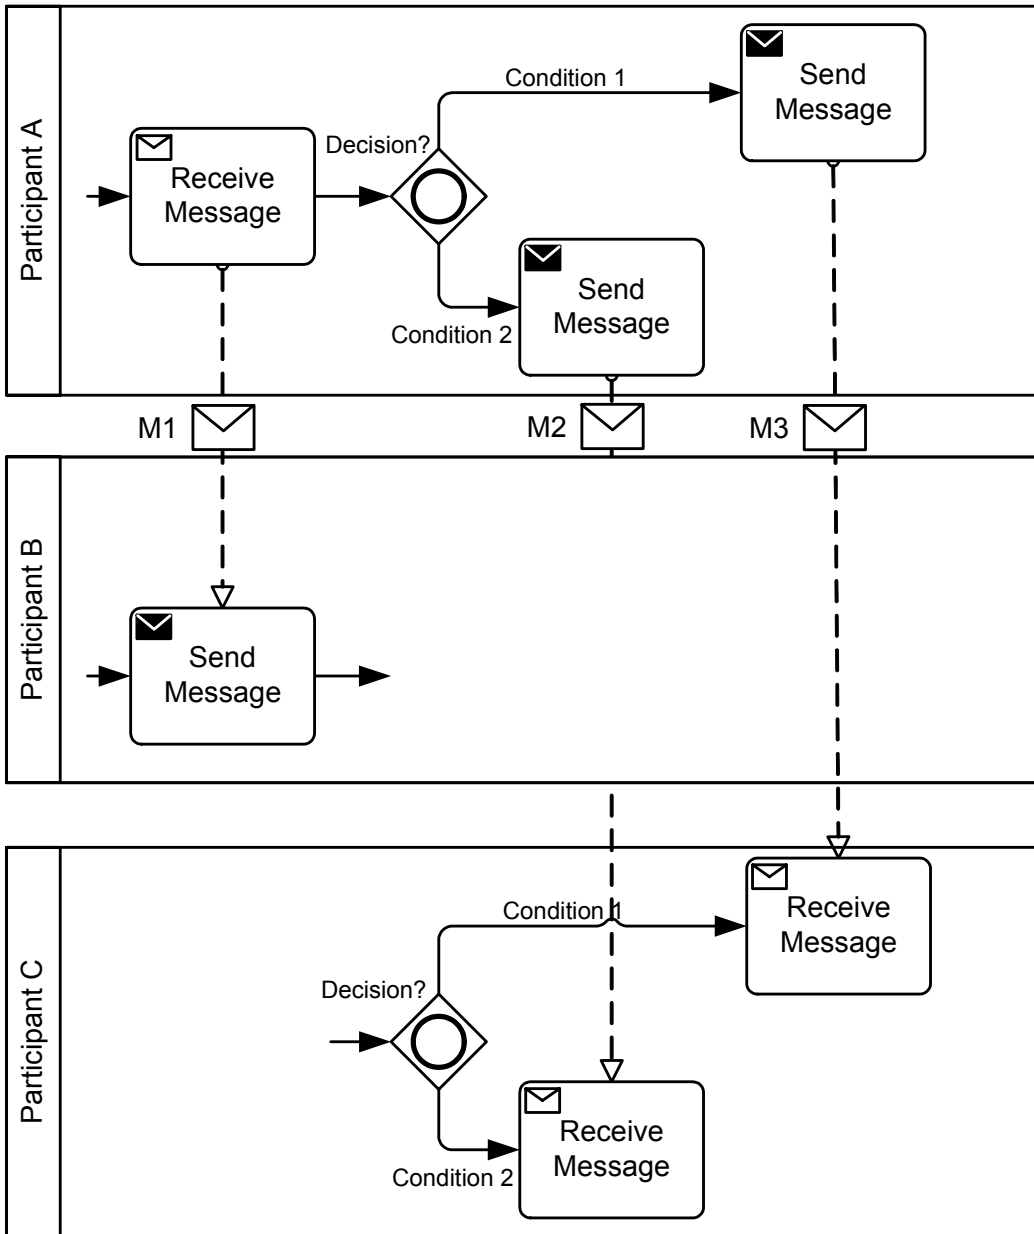 Participant A
Condition 1
Send
Message
Decision?
Receive
Message
Send
Message
Condition 2
M1
M2
M3
Participant B
Send
Message
Participant C
Receive
Message
Condition 1
Decision?
Receive
Message
Condition 2